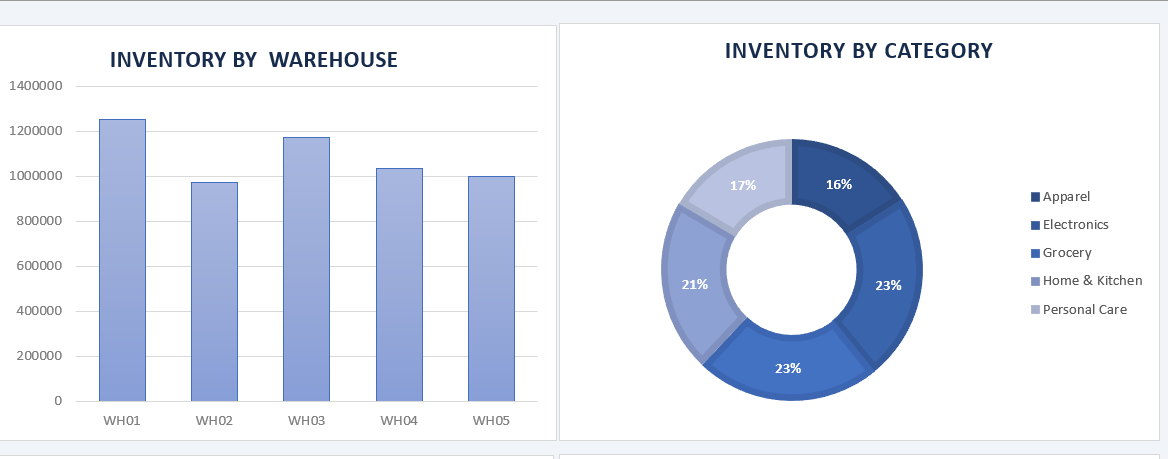 INVENTORY BY  WAREHOUSE
1400000
1200000
1000000
800000
600000
400000
200000
0
WH01 WH02 WH03 WH04 WH05
INVENTORY BY CATEGORY
16%
23%
23%
21%
17%
Apparel
Electronics
Grocery
Home & Kitchen
Personal Care